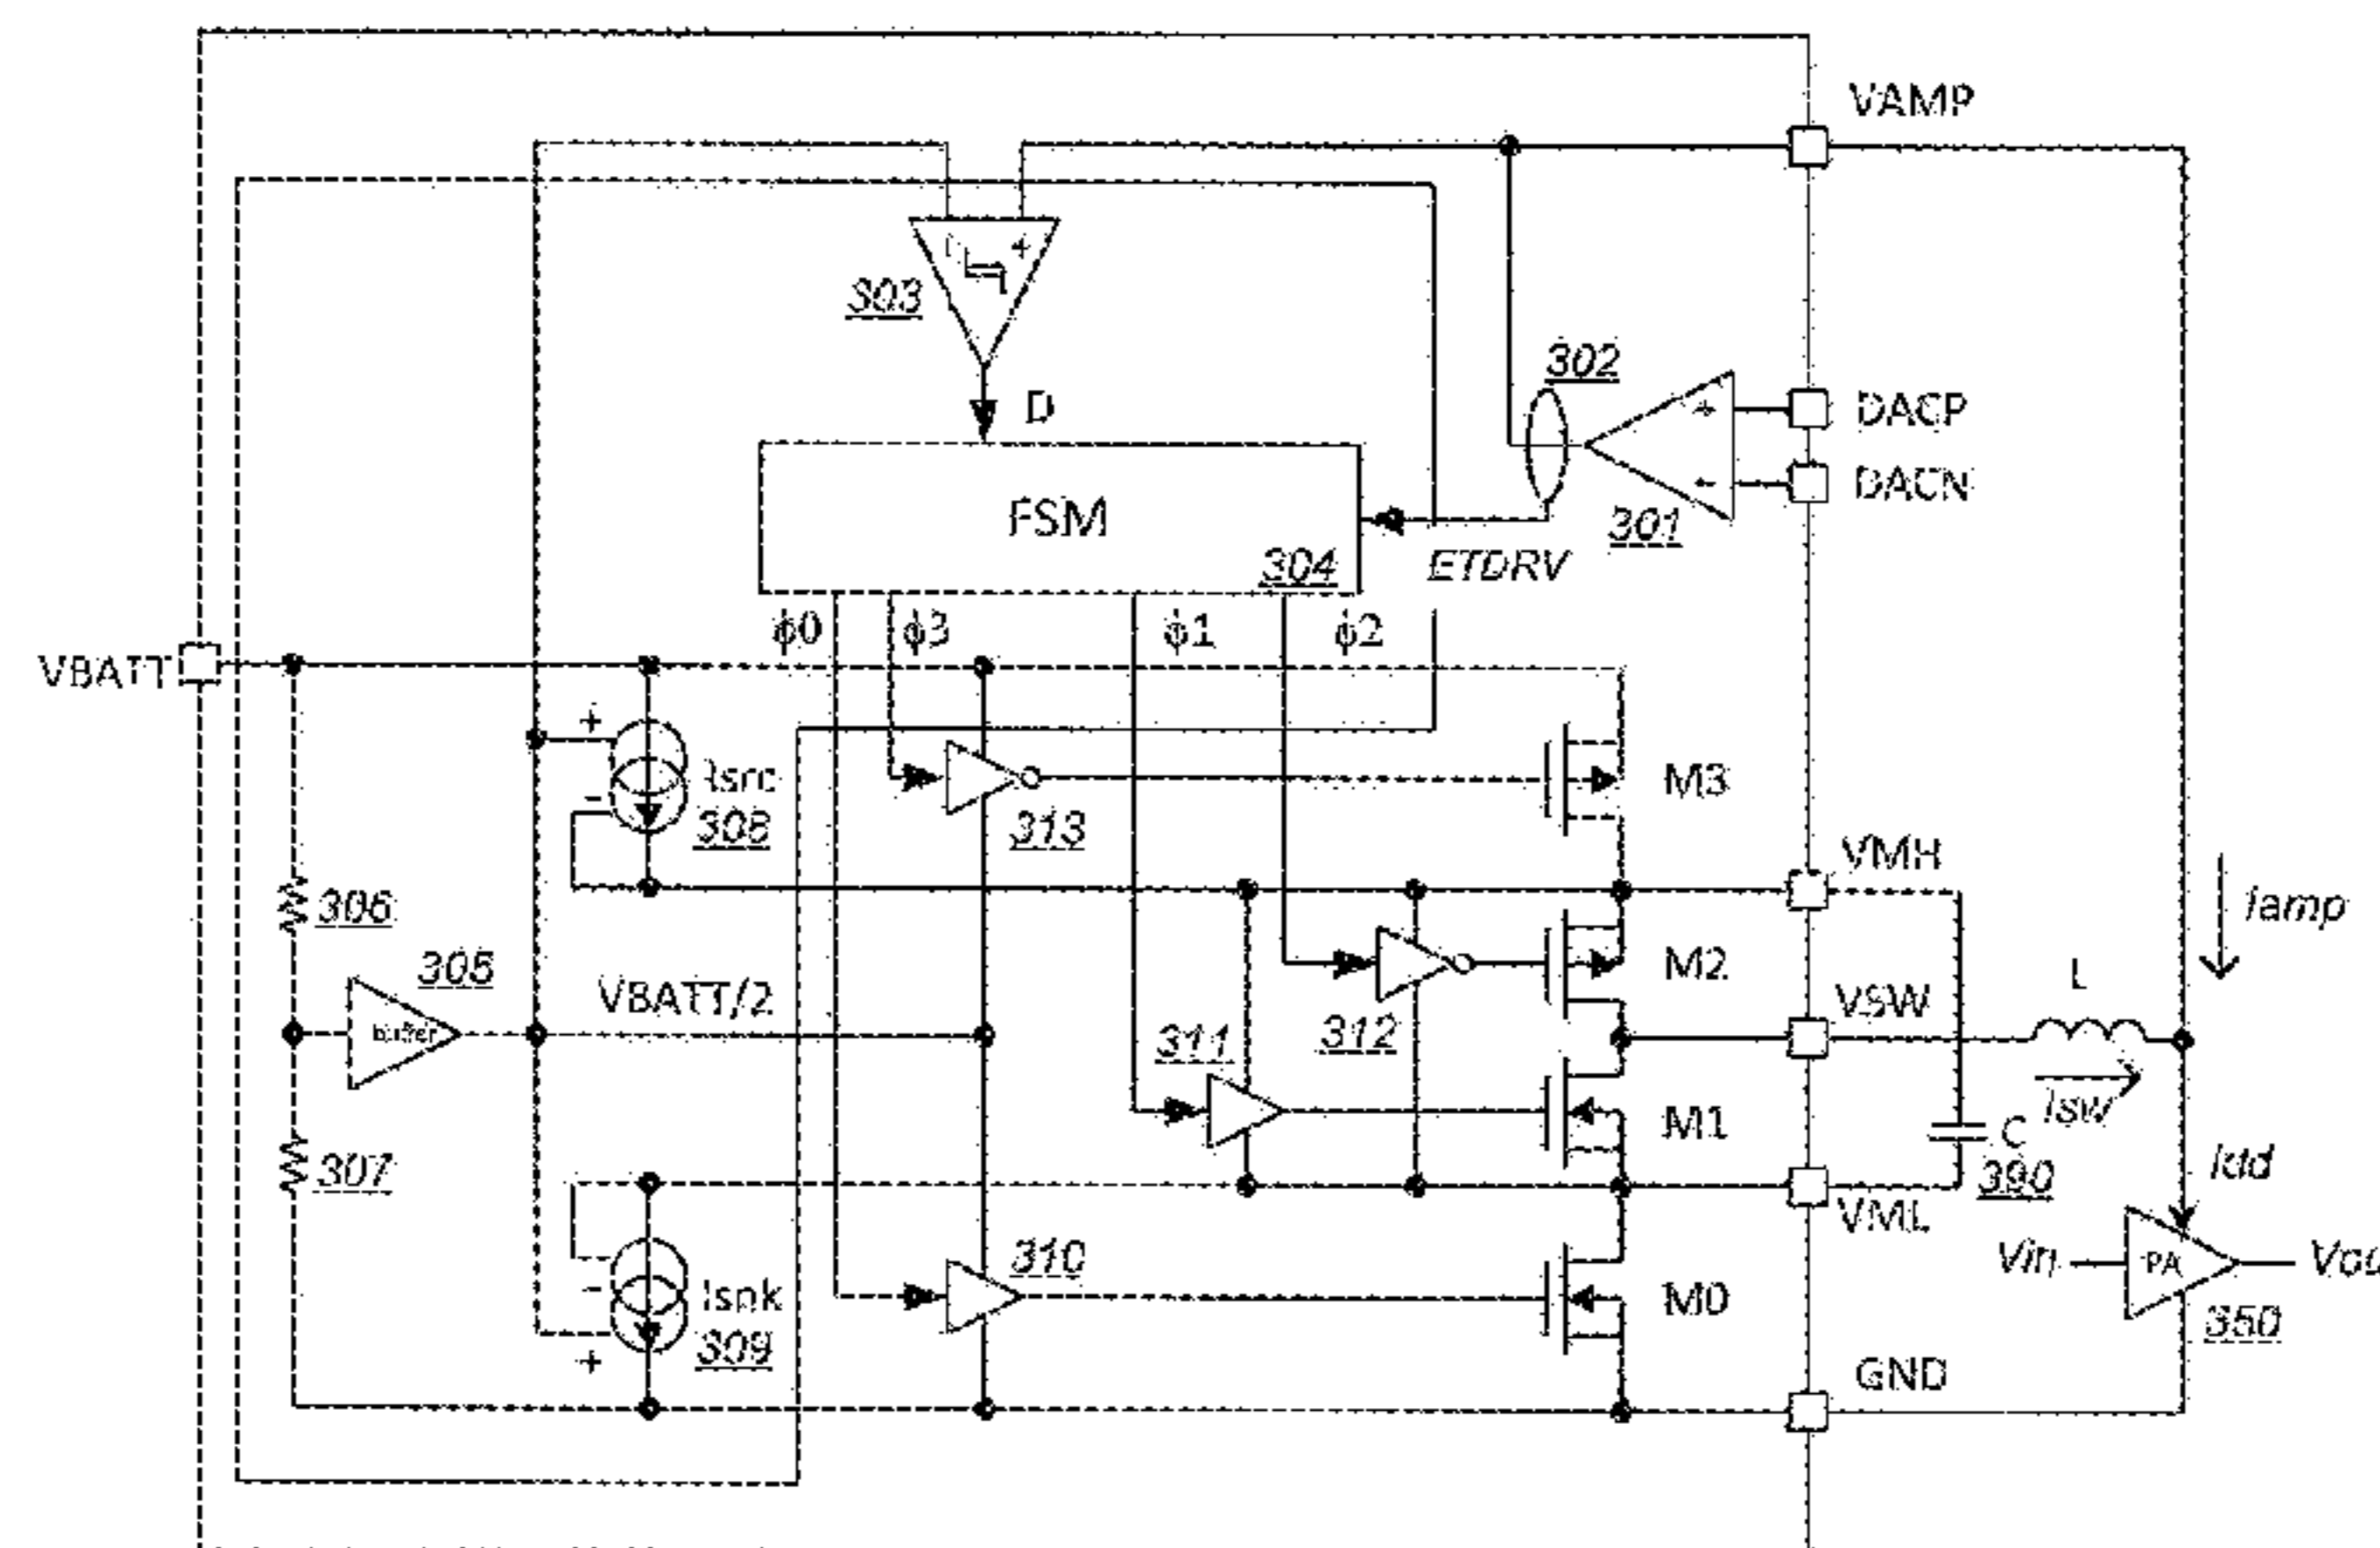 VAMP
303
302
D
DACP
DACN
301
FSM
304
ETDRV
ϕ0
ϕ3
ϕ1
ϕ2
VBATT
+
-
Isrc
308
313
M3
VMH
Iamp
306
305
buffer
VBATT/2
312
M2
VSW
L
311
M1
Isw
C
390
Idd
307
VML
310
Isnk
309
-
+
M0
Vin
PA
350
GND